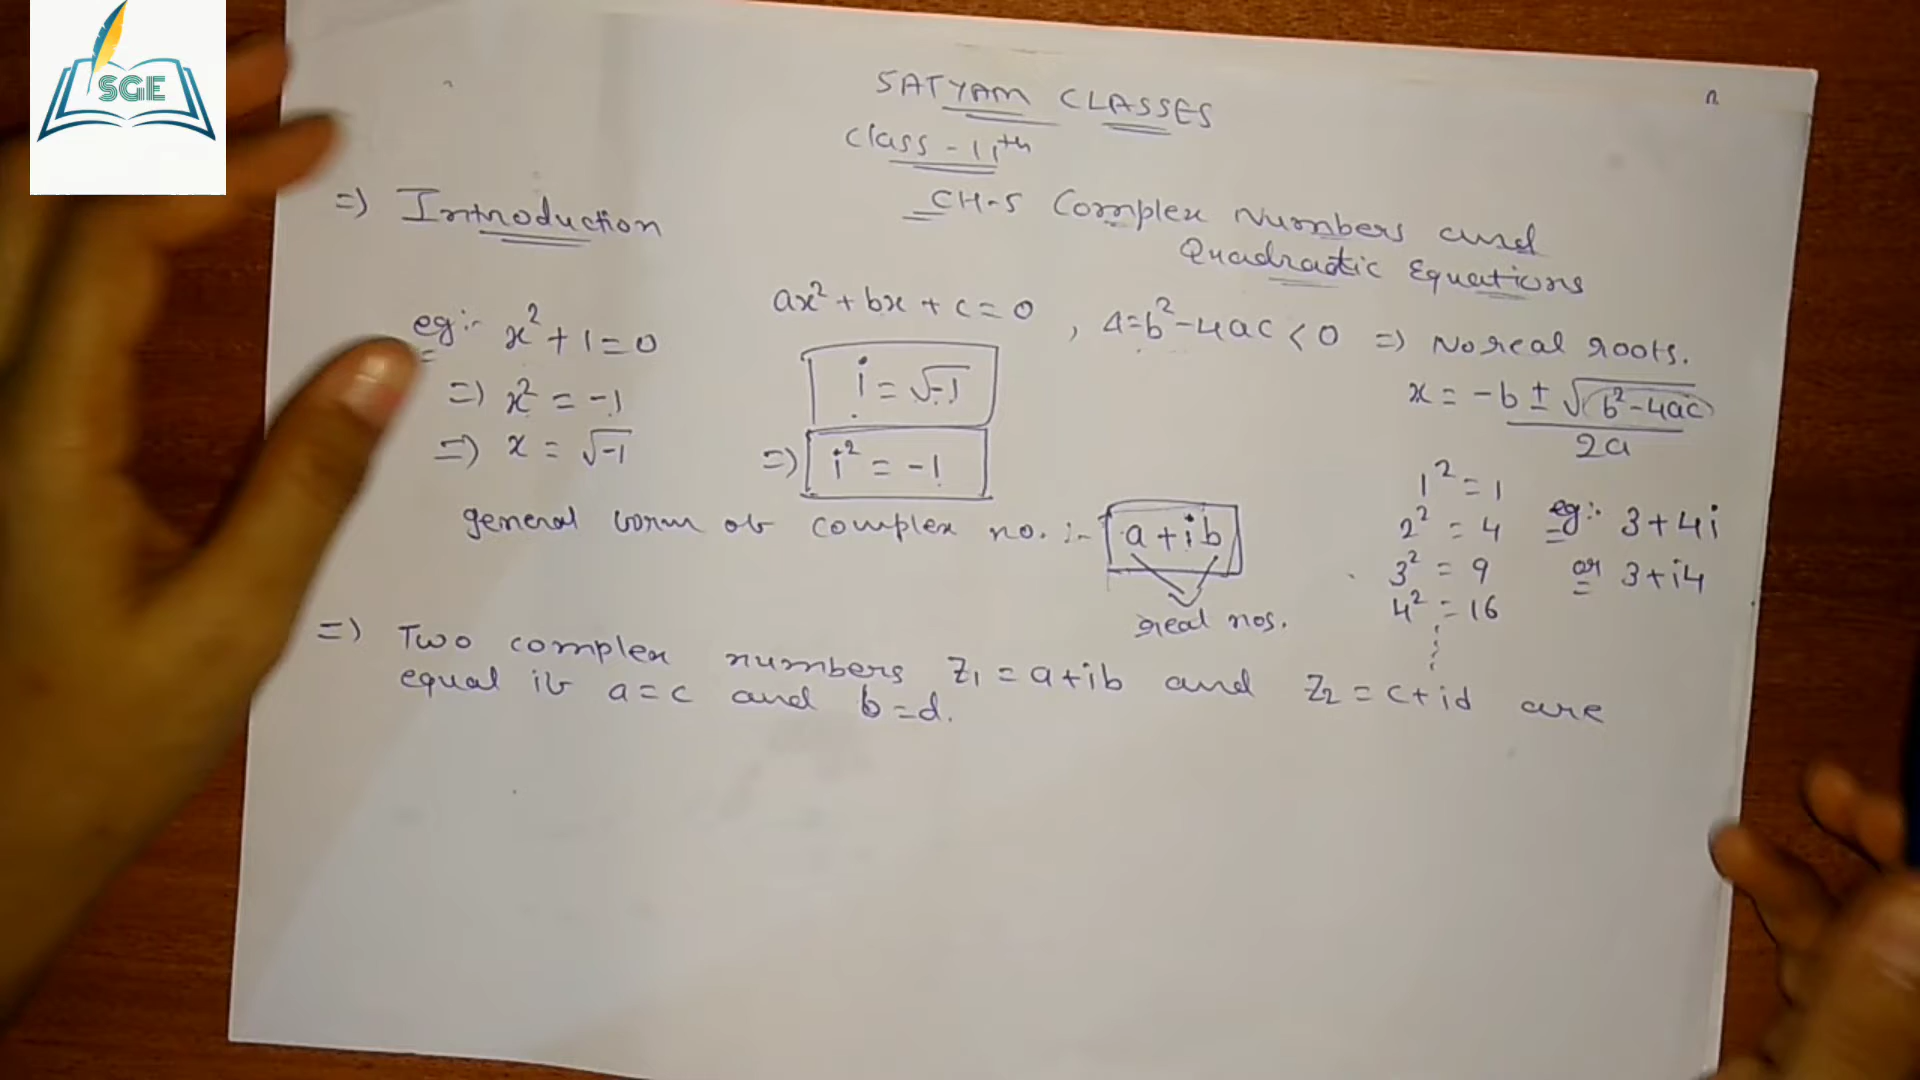 SGE
SATYAM CLASSES
Class - 11th
=) Introduction
CH-5 Complex Numbers and
Quadractic Equations
eg:- x² + 1 = 0
=) x² = -1
=) x = √-1
ax² + bx + c = 0 , Δ = b² - 4ac < 0 =) No real roots.
i = √-1
=) i² = -1
x = -b ± √b² - 4ac
2a
1² = 1
2² = 4
3² = 9
4² = 16
eg:- 3 + 4i
or 3 + i4
general form of complex no. :- a + ib
real nos.
=) Two complex numbers Z₁ = a + ib and Z₂ = c + id are
equal if a = c and b = d.